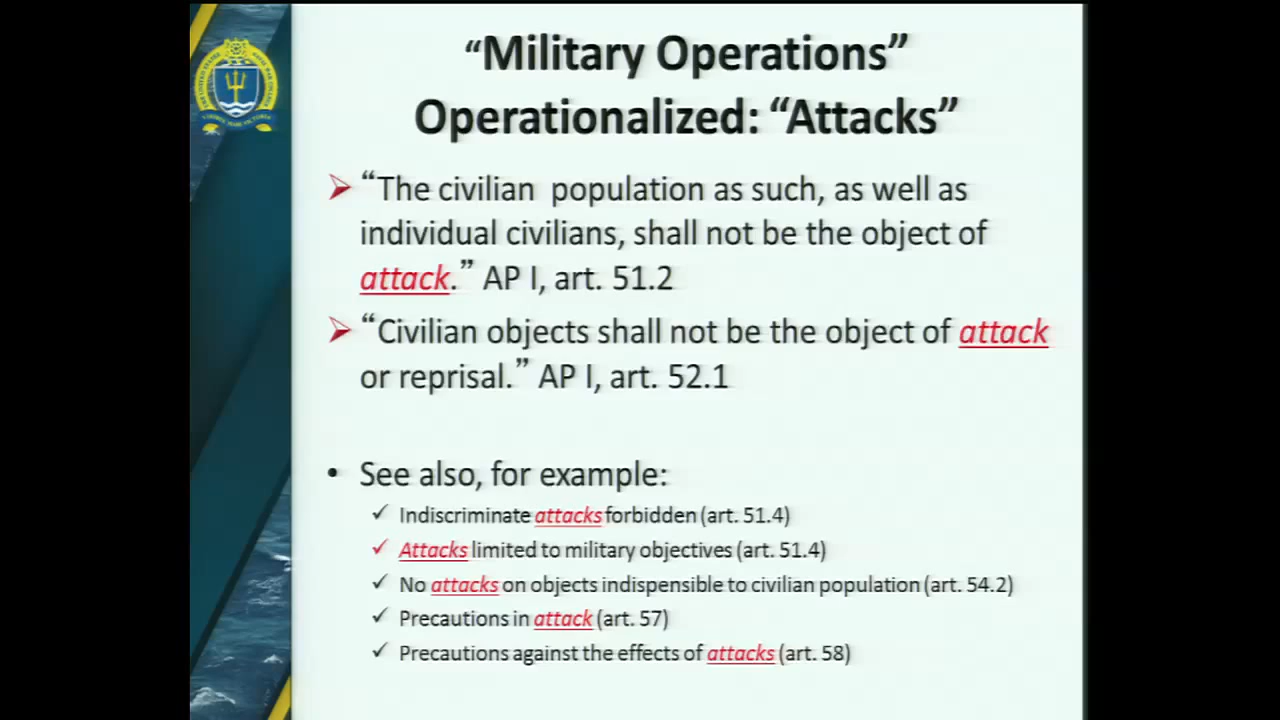 “Military Operations”
Operationalized: “Attacks”
“The civilian population as such, as well as
individual civilians, shall not be the object of
attack.” AP I, art. 51.2
“Civilian objects shall not be the object of attack
or reprisal.” AP I, art. 52.1
• See also, for example:
✓ Indiscriminate attacks forbidden (art. 51.4)
✓ Attacks limited to military objectives (art. 51.4)
✓ No attacks on objects indispensible to civilian population (art. 54.2)
✓ Precautions in attack (art. 57)
✓ Precautions against the effects of attacks (art. 58)